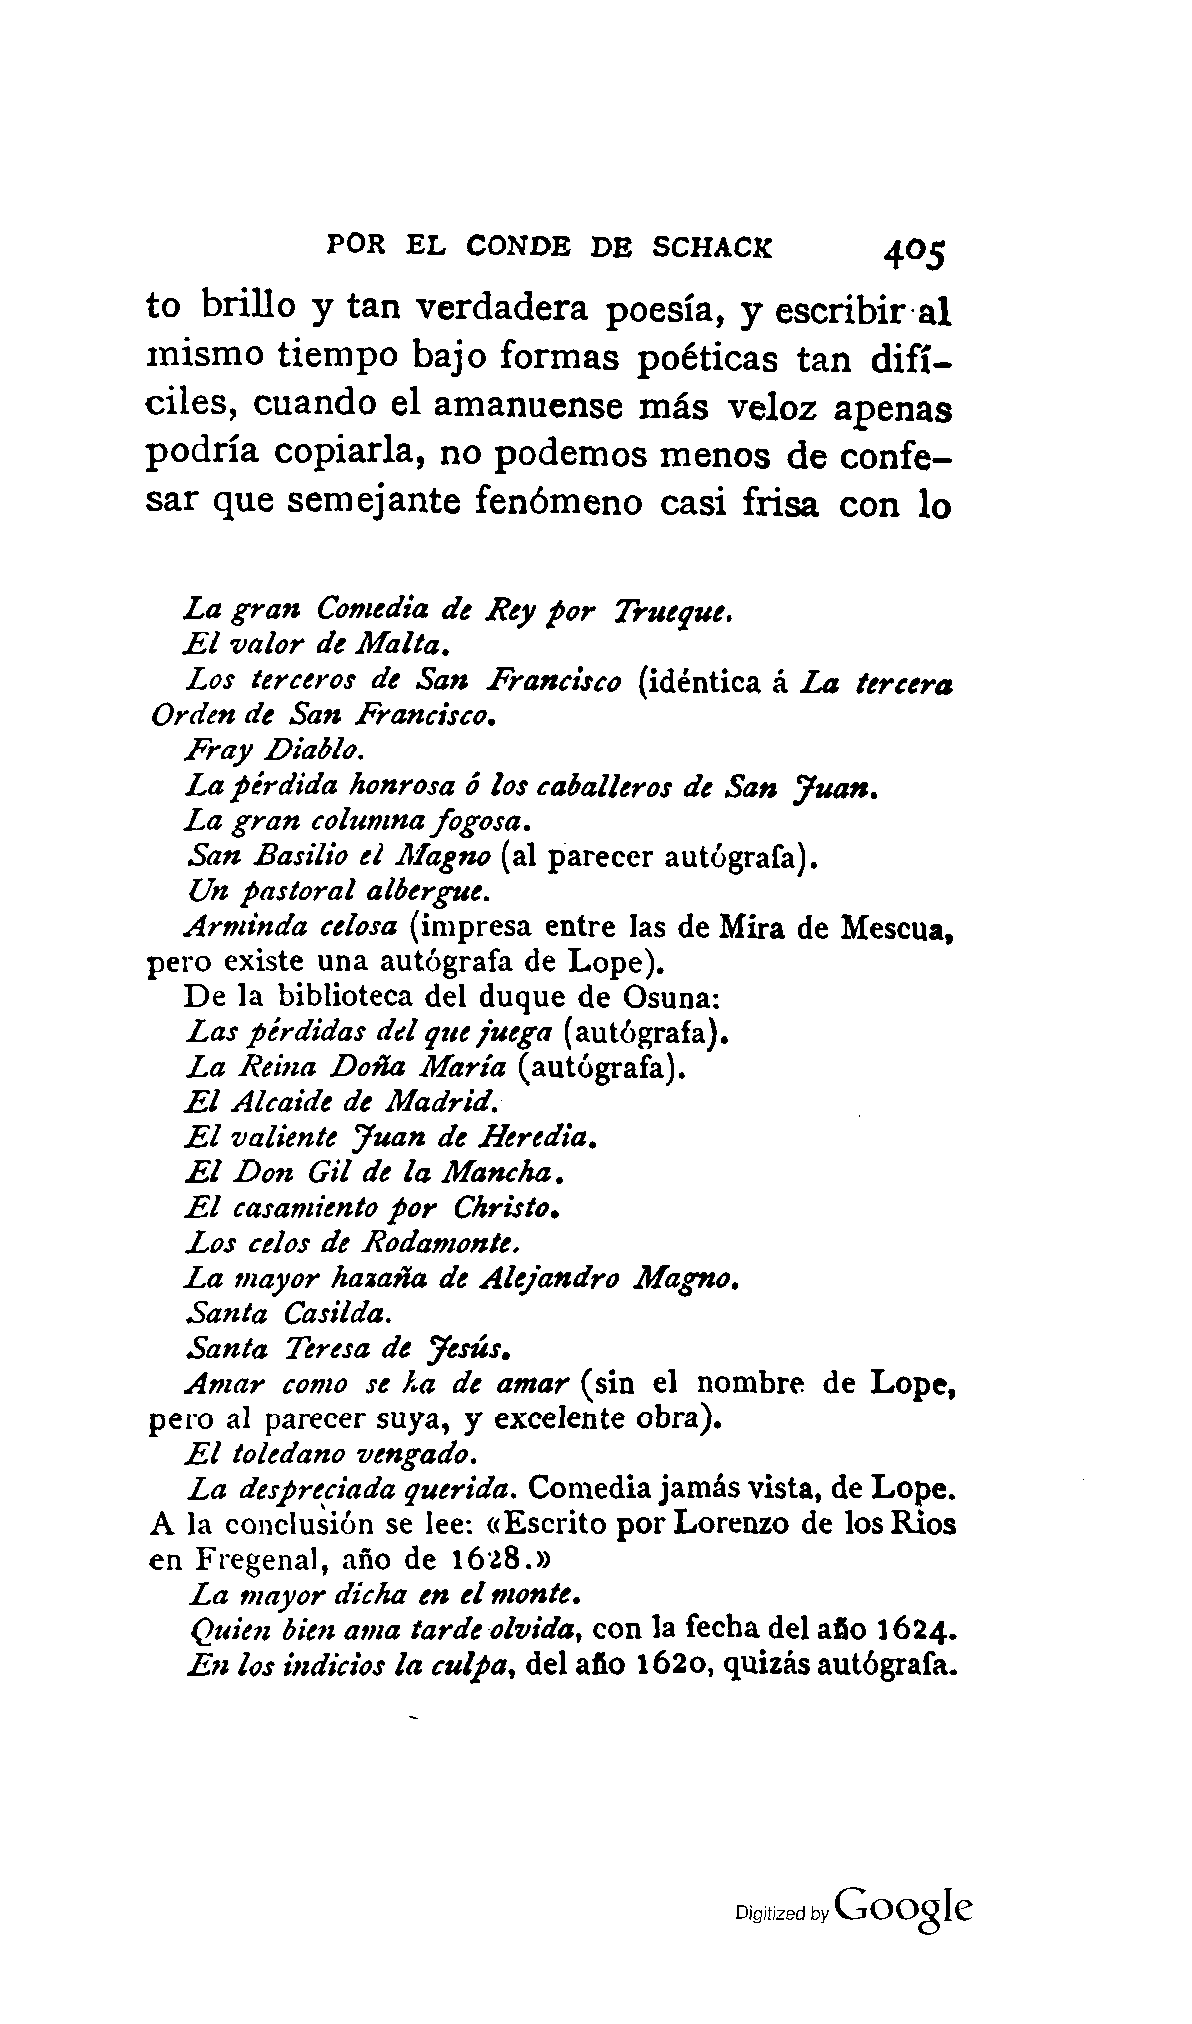 POR EL CONDE DE SCHACK 405
to brillo y tan verdadera poesía, y escribir al
mismo tiempo bajo formas poéticas tan difí-
ciles, cuando el amanuense más veloz apenas
podría copiarla, no podemos menos de confe-
sar que semejante fenómeno casi frisa con lo
La gran Comedia de Rey por Trueque.
El valor de Malta.
Los terceros de San Francisco (idéntica á La tercera
Orden de San Francisco.
Fray Diablo.
La pérdida honrosa ó los caballeros de San Juan.
La gran columna fogosa.
San Basilio el Magno (al parecer autógrafa).
Un pastoral albergue.
Arminda celosa (impresa entre las de Mira de Mescua,
pero existe una autógrafa de Lope).
De la biblioteca del duque de Osuna:
Las pérdidas del que juega (autógrafa).
La Reina Doña María (autógrafa).
El Alcaide de Madrid.
El valiente Juan de Heredia.
El Don Gil de la Mancha.
El casamiento por Christo.
Los celos de Rodamonte.
La mayor hazaña de Alejandro Magno.
Santa Casilda.
Santa Teresa de Jesús.
Amar como se ha de amar (sin el nombre de Lope,
pero al parecer suya, y excelente obra).
El toledano vengado.
La despreciada querida. Comedia jamás vista, de Lope.
A la conclusión se lee: «Escrito por Lorenzo de los Rios
en Fregenal, año de 1628.»
La mayor dicha en el monte.
Quien bien ama tarde olvida, con la fecha del año 1624.
En los indicios la culpa, del año 1620, quizás autógrafa.
Digitized by Google